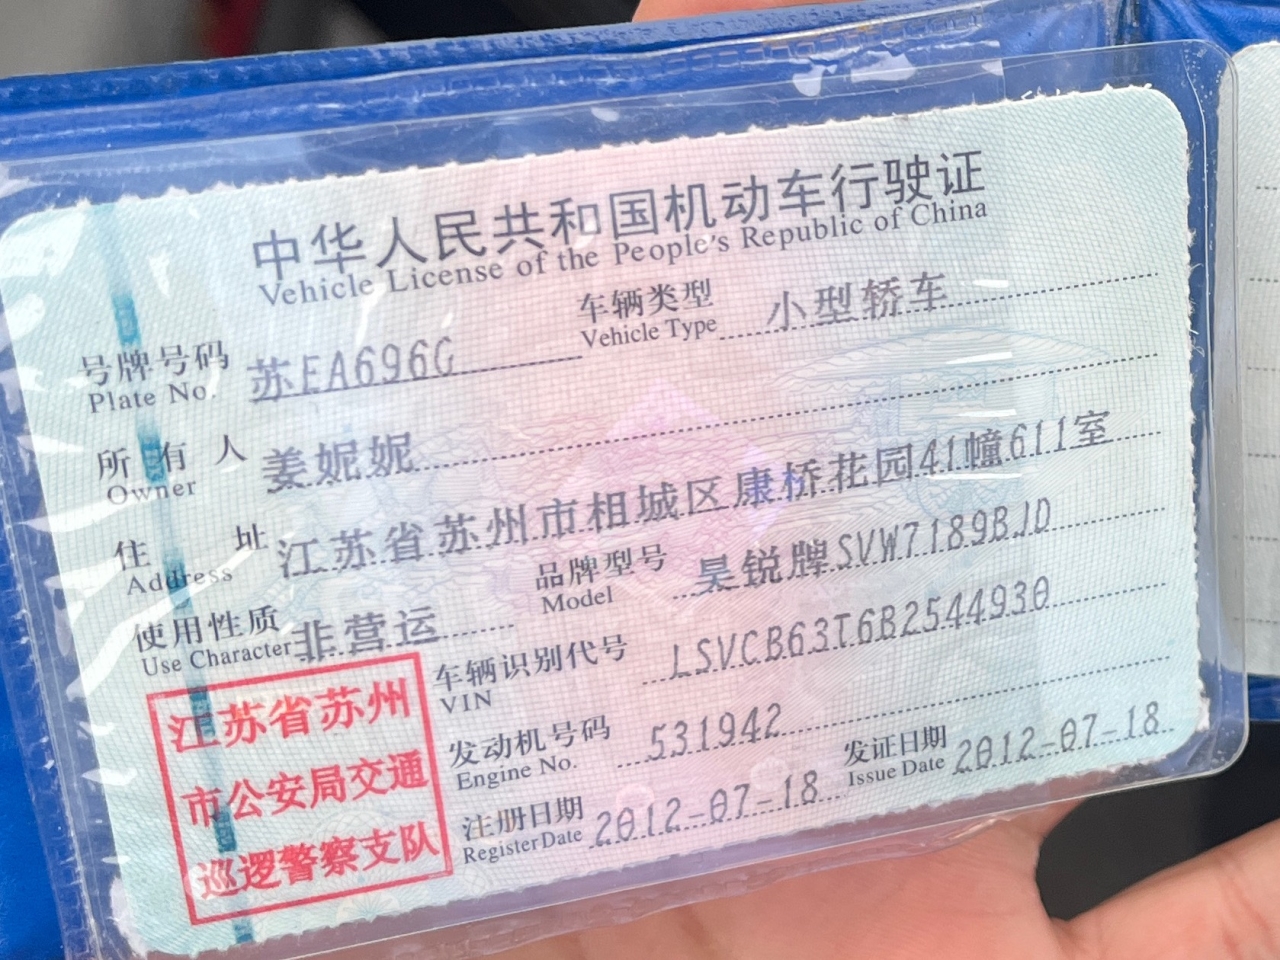 中华人民共和国机动车行驶证
Vehicle License of the People's Republic of China
号牌号码 苏EA696G 车辆类型 小型轿车
Plate No. Vehicle Type
所有人 姜妮妮
Owner
住址 江苏省苏州市相城区康桥花园41幢611室
Address
使用性质 非营运 品牌型号 昊锐牌SVW7189BJD
Use Character Model
车辆识别代号 LSVCB63T6B2544930
VIN
发动机号码 531942
Engine No.
注册日期 2012-07-18 发证日期 2012-07-18
Register Date Issue Date
江苏省苏州
市公安局交通
巡逻警察支队